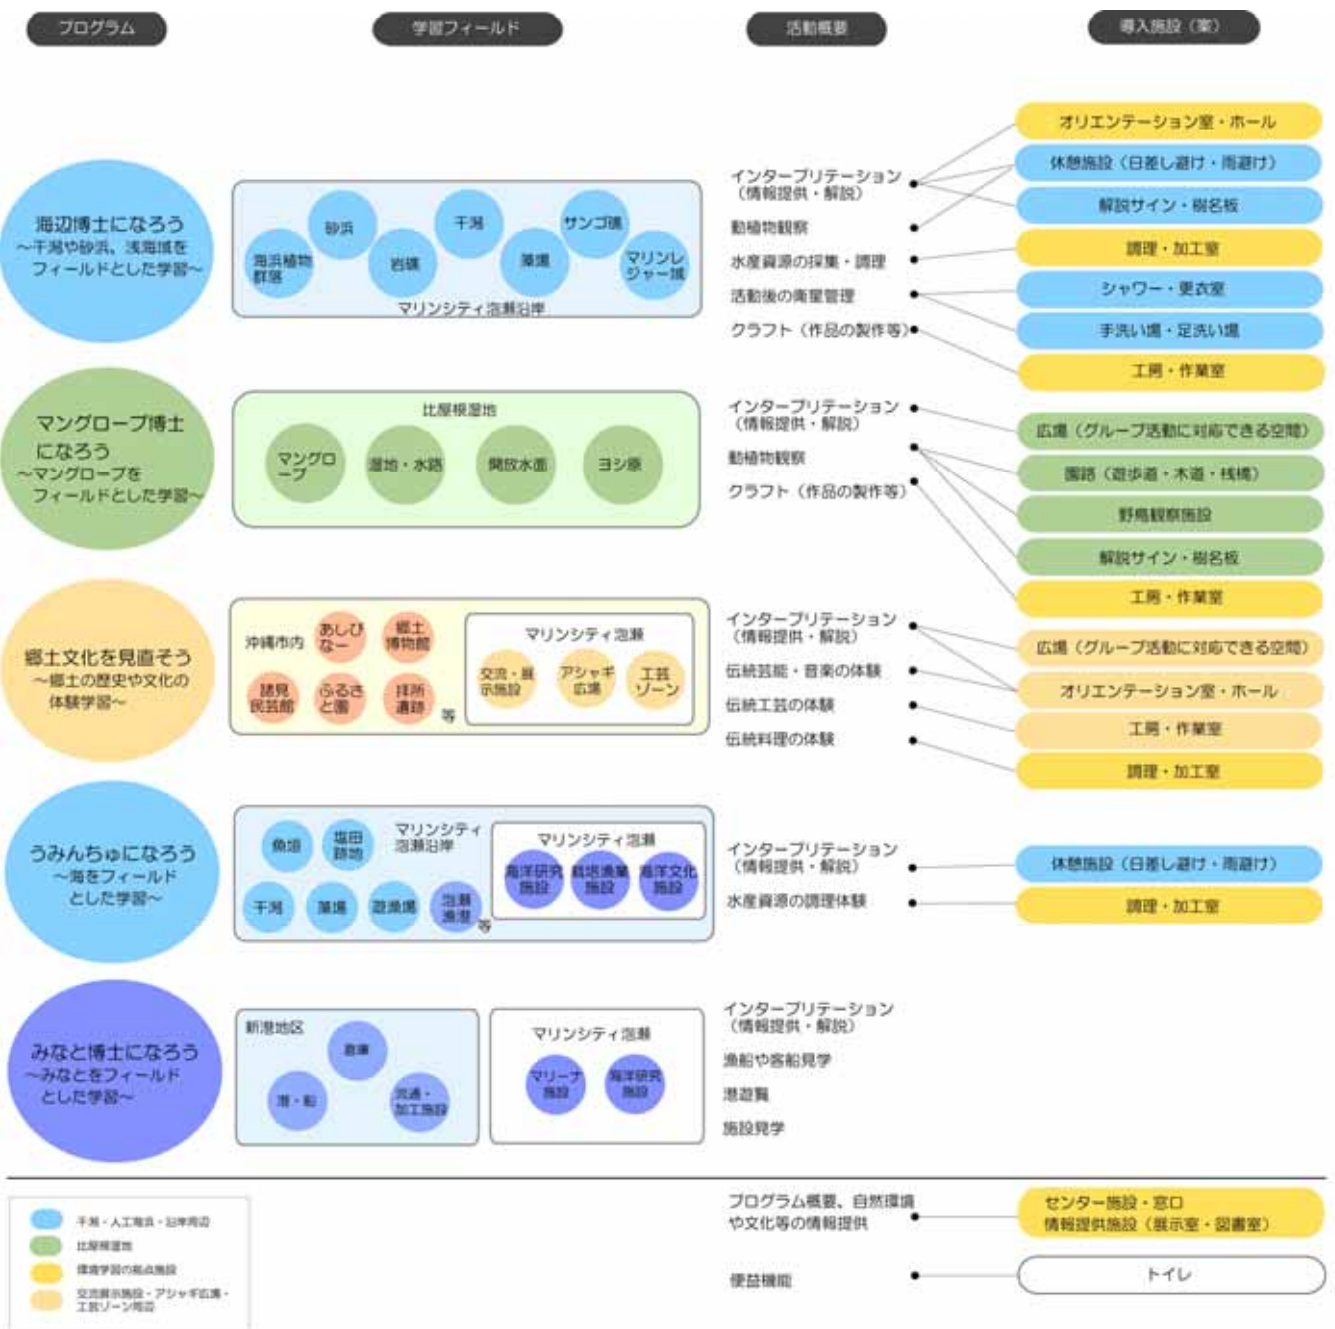 プログラム
学習フィールド
活動概要
導入施設（案）
海辺博士になろう
～干潟や砂浜、浅海域を
フィールドとした学習～
海浜植物
群落
砂浜
岩礁
干潟
藻場
サンゴ礁
マリンレ
ジャー域
マリンシティ泡瀬沿岸
インタープリテーション
（情報提供・解説）
動植物観察
水産資源の採集・調理
活動後の衛星管理
クラフト（作品の製作等）
オリエンテーション室・ホール
休憩施設（日差し避け・雨避け）
解説サイン・樹名板
調理・加工室
シャワー・更衣室
手洗い場・足洗い場
工房・作業室
マングローブ博士
になろう
～マングローブを
フィールドとした学習～
比屋根湿地
マングロ
ーブ
湿地・水路
開放水面
ヨシ原
インタープリテーション
（情報提供・解説）
動植物観察
クラフト（作品の製作等）
広場（グループ活動に対応できる空間）
園路（遊歩道・木道・桟橋）
野鳥観察施設
解説サイン・樹名板
工房・作業室
郷土文化を見直そう
～郷土の歴史や文化の
体験学習～
沖縄市内
あしび
なー
郷土
博物館
諸見
民芸館
ふるさ
と園
拝所
遺跡
等
マリンシティ泡瀬
交流・展
示施設
アシャギ
広場
工芸
ゾーン
インタープリテーション
（情報提供・解説）
伝統芸能・音楽の体験
伝統工芸の体験
伝統料理の体験
広場（グループ活動に対応できる空間）
オリエンテーション室・ホール
工房・作業室
調理・加工室
うみんちゅになろう
～海をフィールド
とした学習～
魚垣
塩田
跡地
マリンシティ
泡瀬沿岸
干潟
藻場
遊漁場
泡瀬
漁港
等
マリンシティ泡瀬
海洋研究
施設
栽培漁業
施設
海洋文化
施設
インタープリテーション
（情報提供・解説）
水産資源の調理体験
休憩施設（日差し避け・雨避け）
調理・加工室
みなと博士になろう
～みなとをフィールド
とした学習～
新港地区
倉庫
港・船
流通・
加工施設
マリンシティ泡瀬
マリーナ
施設
海洋研究
施設
インタープリテーション
（情報提供・解説）
漁船や客船見学
港遊覧
施設見学
干潟・人工海浜・沿岸周辺
比屋根湿地
環境学習の拠点施設
交流展示施設・アシャギ広場・
工芸ゾーン周辺
プログラム概要、自然環境
や文化等の情報提供
便益機能
センター施設・窓口
情報提供施設（展示室・図書室）
トイレ